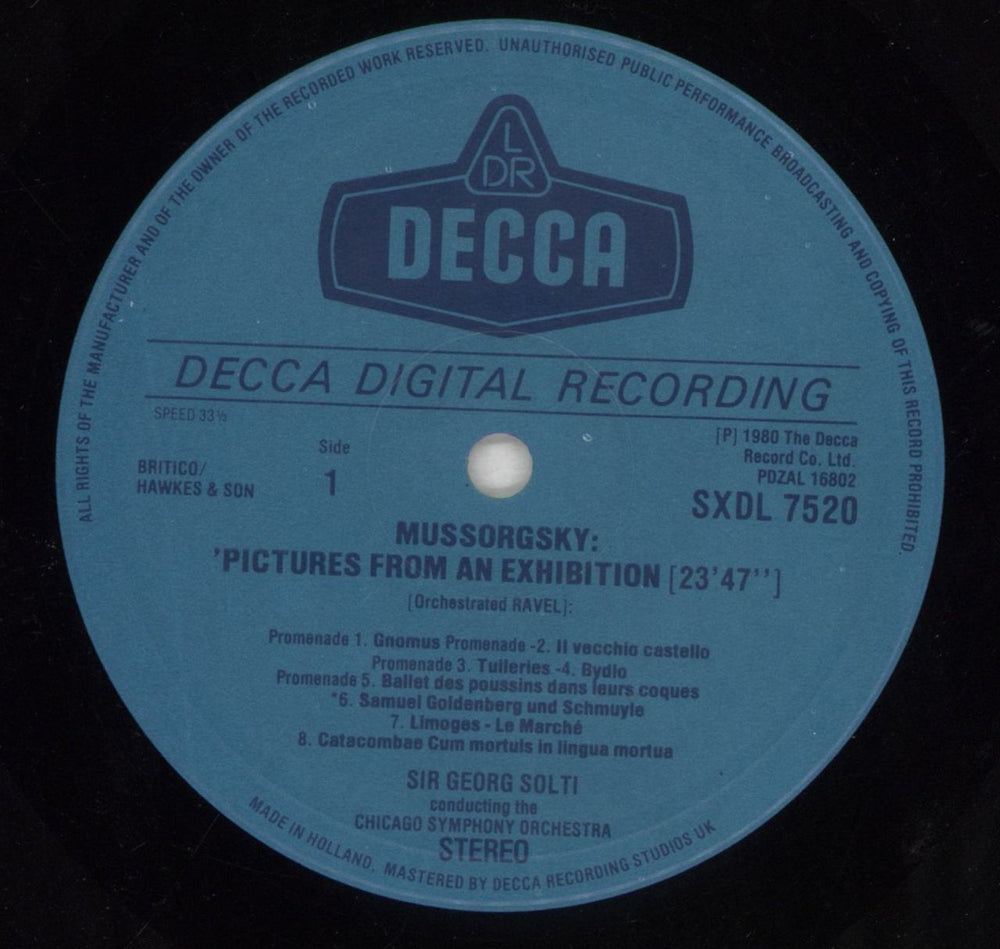 ALL RIGHTS OF THE MANUFACTURER AND OF THE OWNER OF THE RECORDED WORK RESERVED. UNAUTHORISED PUBLIC PERFORMANCE BROADCASTING AND COPYING OF THIS RECORD PROHIBITED.
L
DR
DECCA
DECCA DIGITAL RECORDING
SPEED 33⅓
Side
1
BRITICO/
HAWKES & SON
[P] 1980 The Decca
Record Co. Ltd.
PDZAL 16802
SXDL 7520
MUSSORGSKY:
'PICTURES FROM AN EXHIBITION [23'47'']
[Orchestrated RAVEL]:
Promenade 1. Gnomus Promenade -2. Il vecchio castello
Promenade 3. Tuileries -4. Bydlo
Promenade 5. Ballet des poussins dans leurs coques
*6. Samuel Goldenberg und Schmuyle
7. Limoges - Le Marché
8. Catacombae Cum mortuis in lingua mortua
SIR GEORG SOLTI
conducting the
CHICAGO SYMPHONY ORCHESTRA
STEREO
MADE IN HOLLAND. MASTERED BY DECCA RECORDING STUDIOS UK